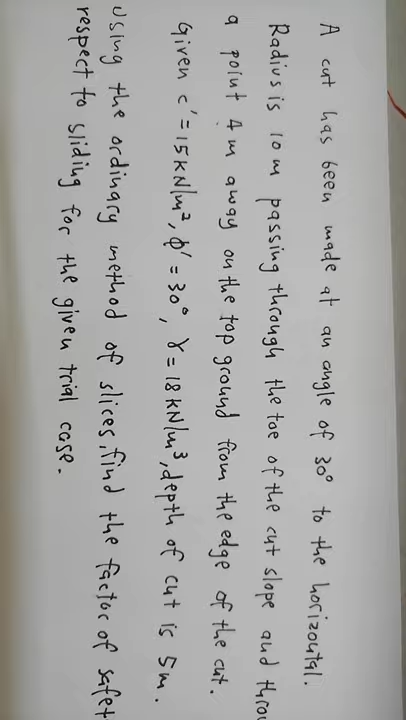 A cut has been made at an angle of 30° to the horizontal.
Radius is 10 m passing through the toe of the cut slope and throu
a point 4 m away on the top ground from the edge of the cut.
Given c' = 15 kN/m², φ' = 30°, γ = 18 kN/m³, depth of cut is 5 m.
Using the ordinary method of slices, find the factor of safet
respect to sliding for the given trial case.